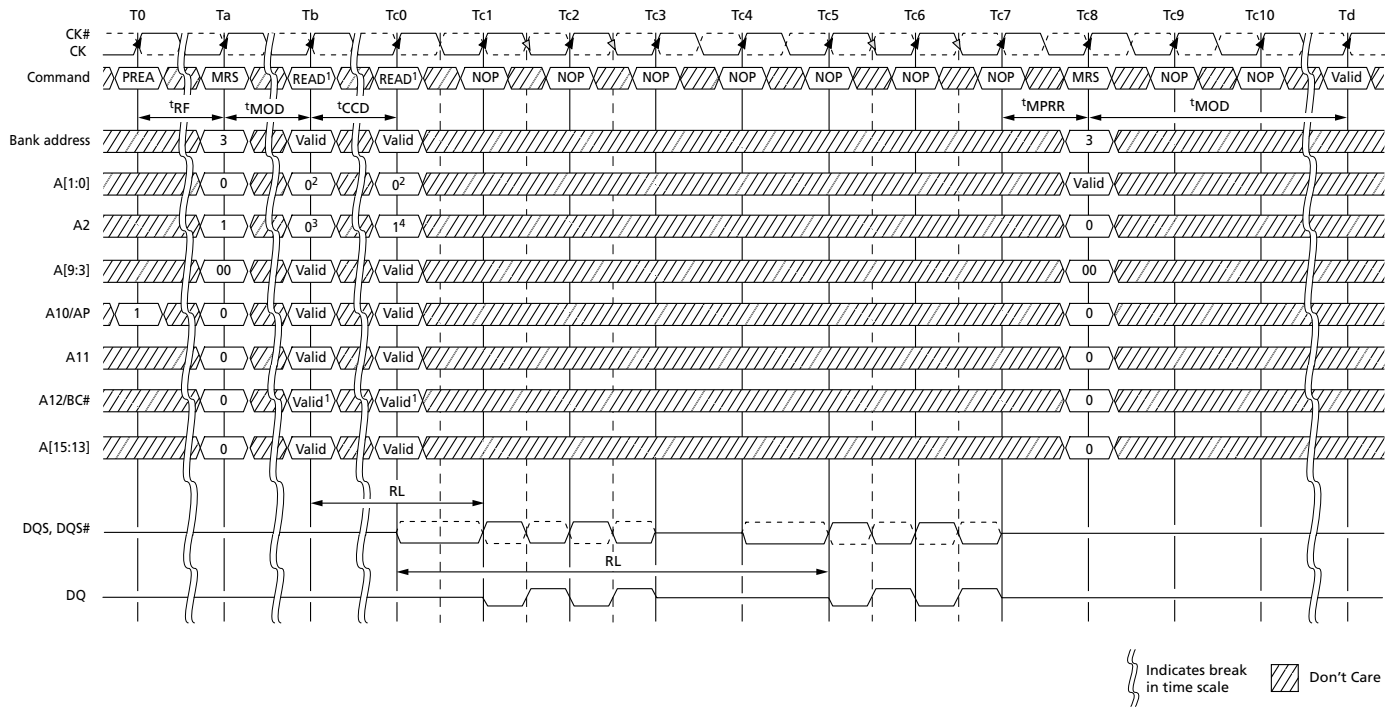 T0 Ta Tb Tc0 Tc1 Tc2 Tc3 Tc4 Tc5 Tc6 Tc7 Tc8 Tc9 Tc10 Td
CK#
CK
Command PREA MRS READ¹ READ¹ NOP NOP NOP NOP NOP NOP NOP MRS NOP NOP Valid
tRF tMOD tCCD tMPRR tMOD
Bank address 3 Valid Valid 3
A[1:0] 0 0² 0² Valid
A2 1 0³ 1⁴ 0
A[9:3] 00 Valid Valid 00
A10/AP 1 0 Valid Valid 0
A11 0 Valid Valid 0
A12/BC# 0 Valid¹ Valid¹ 0
A[15:13] 0 Valid Valid 0
RL
DQS, DQS#
RL
DQ
Indicates break
in time scale
Don't Care